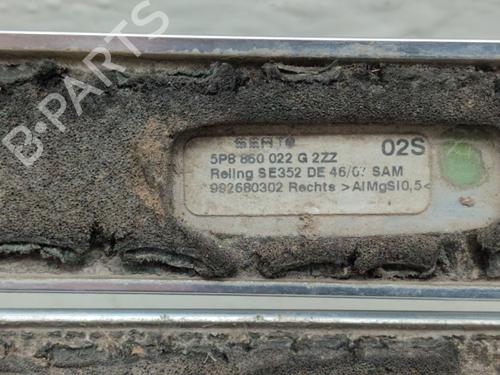 B-PARTS
SEAT 02S
5P8 860 022 G 2ZZ
Reling SE352 DE 46/07 SAM
992680302 Rechts >AlMgSi0,5<